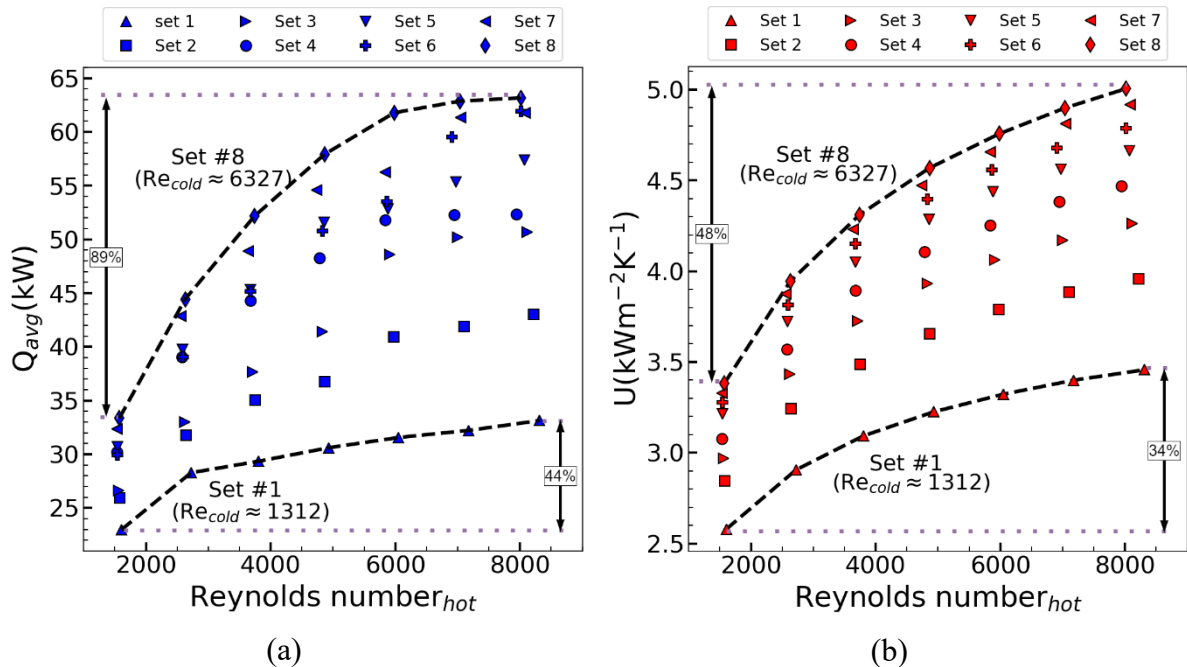 set 1 Set 3 Set 5 Set 7
Set 2 Set 4 Set 6 Set 8
65
60
55
50
45
40
35
30
25
Q_avg(kW)
89%
Set #8
(Re_cold ≈ 6327)
44%
Set #1
(Re_cold ≈ 1312)
2000 4000 6000 8000
Reynolds number_hot
(a)
Set 1 Set 3 Set 5 Set 7
Set 2 Set 4 Set 6 Set 8
5.0
4.5
4.0
3.5
3.0
2.5
U(kWm⁻²K⁻¹)
48%
Set #8
(Re_cold ≈ 6327)
34%
Set #1
(Re_cold ≈ 1312)
2000 4000 6000 8000
Reynolds number_hot
(b)